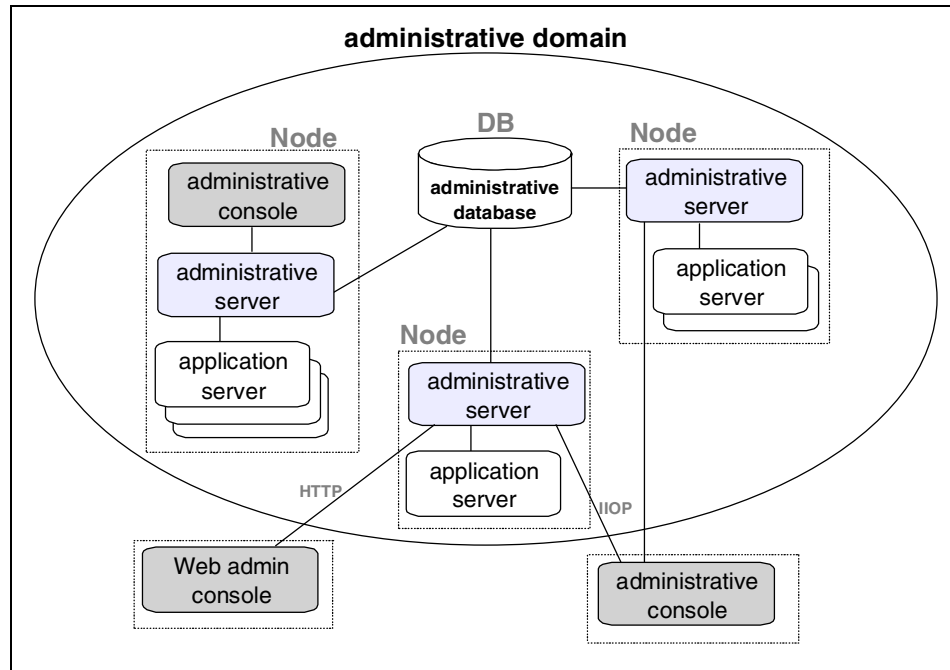 administrative domain
Node
administrative
console
administrative
server
application
server
DB
administrative
database
Node
administrative
server
application
server
Node
administrative
server
application
server
HTTP
IIOP
Web admin
console
administrative
console